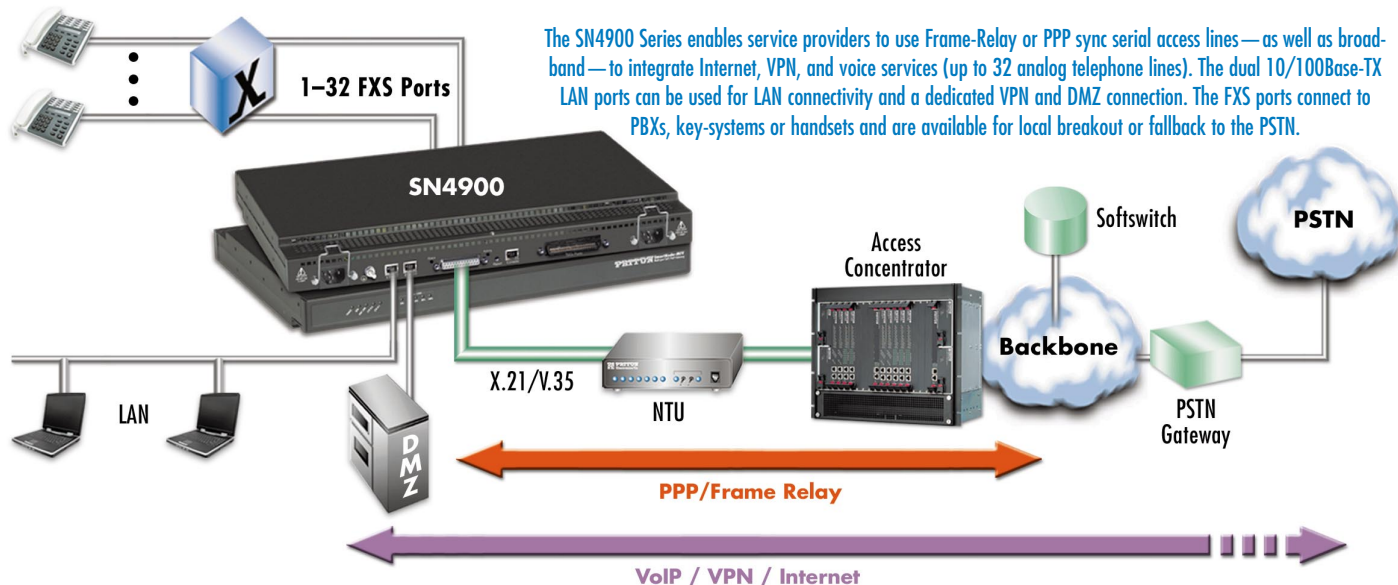 The SN4900 Series enables service providers to use Frame-Relay or PPP sync serial access lines—as well as broad-
band—to integrate Internet, VPN, and voice services (up to 32 analog telephone lines). The dual 10/100Base-TX
LAN ports can be used for LAN connectivity and a dedicated VPN and DMZ connection. The FXS ports connect to
PBXs, key-systems or handsets and are available for local breakout or fallback to the PSTN.
X
1–32 FXS Ports
SN4900
PATTON
Softswitch
PSTN
Access
Concentrator
Backbone
X.21/V.35
NTU
PSTN
Gateway
LAN
DMZ
PPP/Frame Relay
VoIP / VPN / Internet